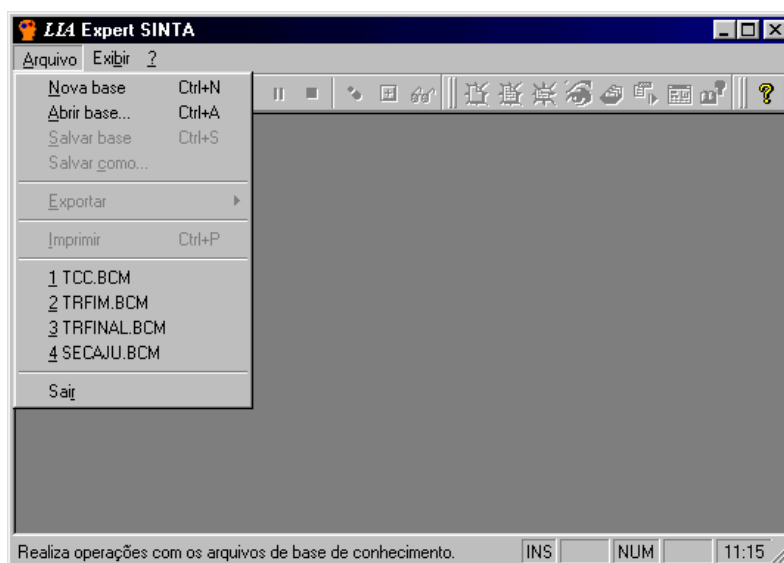 LIA Expert SINTA
Arquivo Exibir ?
Nova base Ctrl+N
Abrir base... Ctrl+A
Salvar base Ctrl+S
Salvar como...
Exportar
Imprimir Ctrl+P
1 TCC.BCM
2 TRFIM.BCM
3 TRFINAL.BCM
4 SECAJU.BCM
Sair
Realiza operações com os arquivos de base de conhecimento. INS NUM 11:15